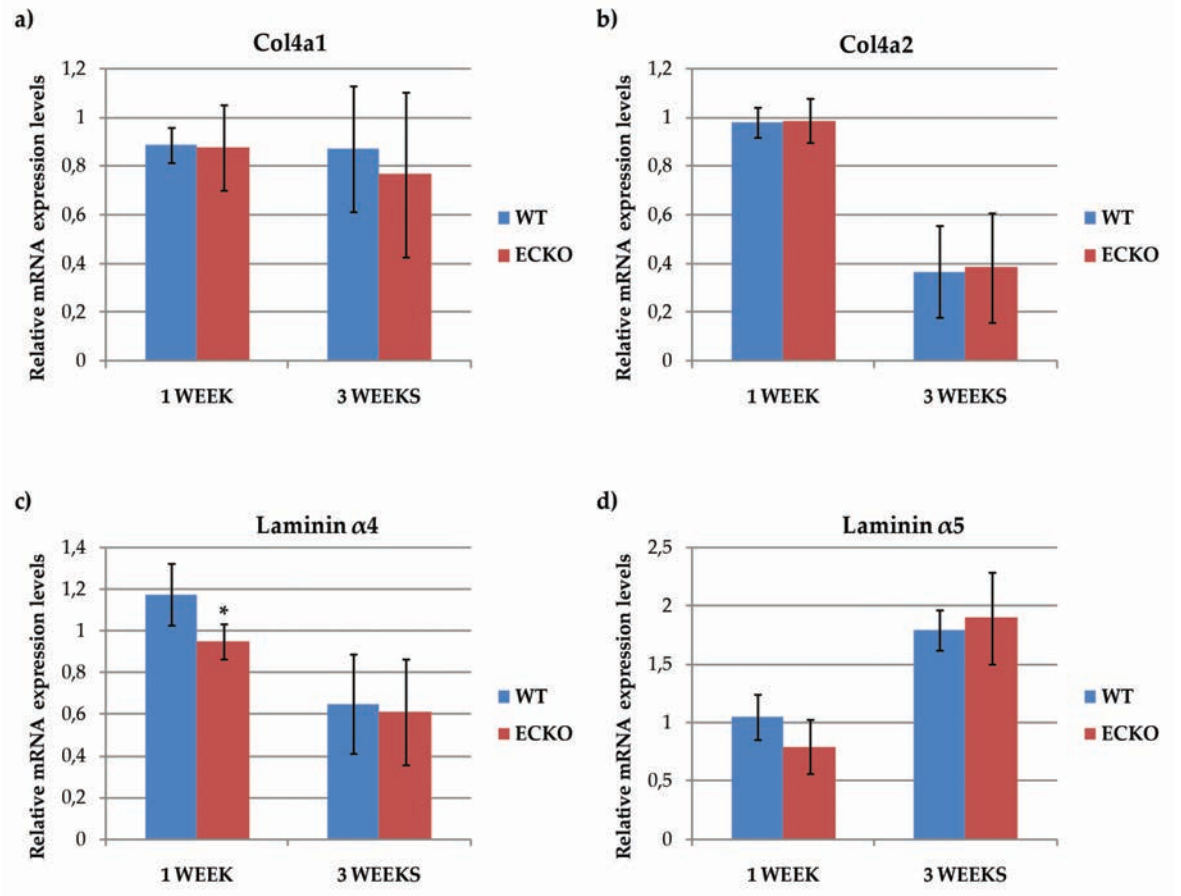 a)
Col4a1
Relative mRNA expression levels
1,2
1
0,8
0,6
0,4
0,2
0
1 WEEK
3 WEEKS
WT
ECKO
b)
Col4a2
Relative mRNA expression levels
1,2
1
0,8
0,6
0,4
0,2
0
1 WEEK
3 WEEKS
WT
ECKO
c)
Laminin α4
Relative mRNA expression levels
1,4
1,2
1
0,8
0,6
0,4
0,2
0
*
1 WEEK
3 WEEKS
WT
ECKO
d)
Laminin α5
Relative mRNA expression levels
2,5
2
1,5
1
0,5
0
1 WEEK
3 WEEKS
WT
ECKO